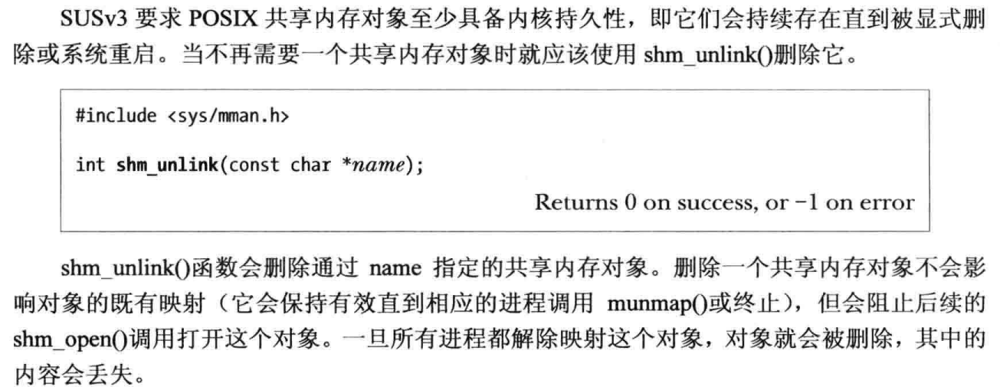 SUSv3 要求 POSIX 共享内存对象至少具备内核持久性，即它们会持续存在直到被显式删
除或系统重启。当不再需要一个共享内存对象时就应该使用 shm_unlink()删除它。
#include <sys/mman.h>
int shm_unlink(const char *name);
Returns 0 on success, or −1 on error
shm_unlink()函数会删除通过 name 指定的共享内存对象。删除一个共享内存对象不会影
响对象的既有映射（它会保持有效直到相应的进程调用 munmap()或终止），但会阻止后续的
shm_open()调用打开这个对象。一旦所有进程都解除映射这个对象，对象就会被删除，其中的
内容会丢失。